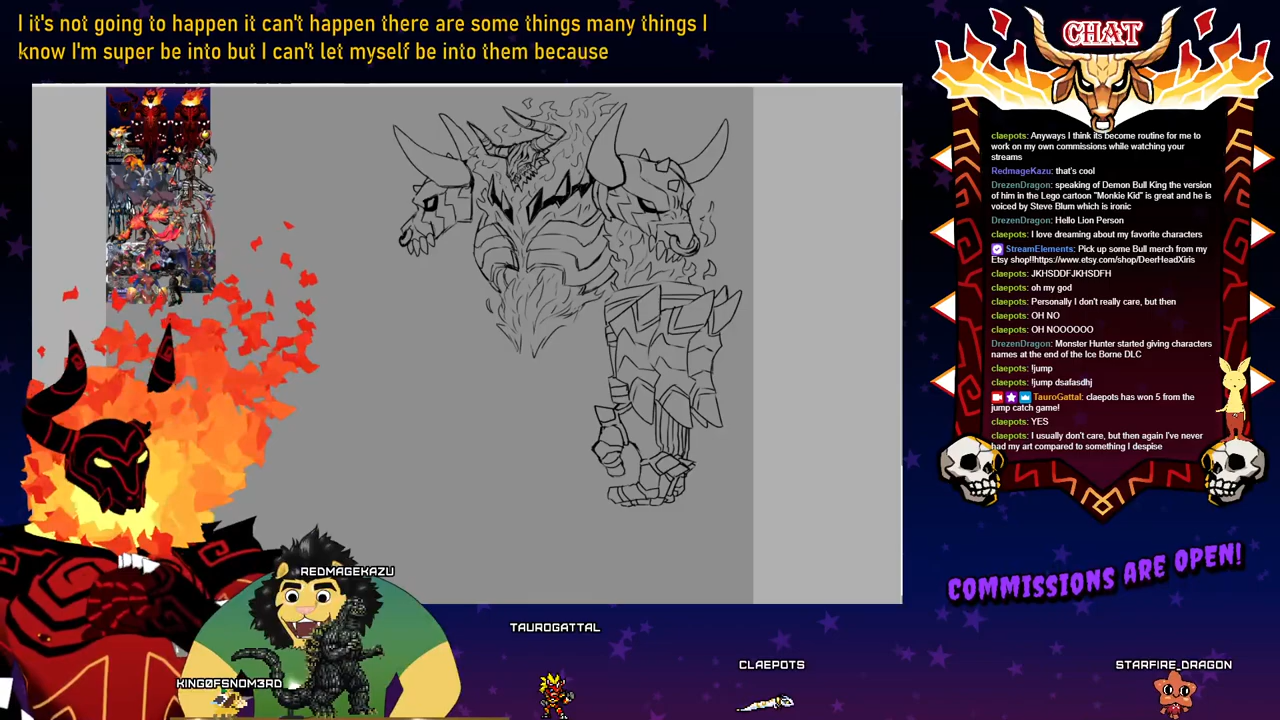 I it's not going to happen it can't happen there are some things many things I
know I'm super be into but I can't let myself be into them because
CHAT
claepots: Anyways I think its become routine for me to
work on my own commissions while watching your
streams
RedmageKazu: that's cool
DrezenDragon: speaking of Demon Bull King the version
of him in the Lego cartoon "Monkie Kid" is great and he is
voiced by Steve Blum which is ironic
DrezenDragon: Hello Lion Person
claepots: I love dreaming about my favorite characters
StreamElements: Pick up some Bull merch from my
Etsy shop!!https://www.etsy.com/shop/DeerHeadXiris
claepots: JKHSDDFJKHSDFH
claepots: oh my god
claepots: Personally I don't really care, but then
claepots: OH NO
claepots: OH NOOOOOO
DrezenDragon: Monster Hunter started giving characters
names at the end of the Ice Borne DLC
claepots: !jump
claepots: !jump dsafasdhj
TauroGattal: claepots has won 5 from the
jump catch game!
claepots: YES
claepots: I usually don't care, but then again I've never
had my art compared to something I despise
COMMISSIONS ARE OPEN!
REDMAGEKAZU
TAUROGATTAL
CLAEPOTS
STARFIRE_DRAGON
KING0FSNOM3RD